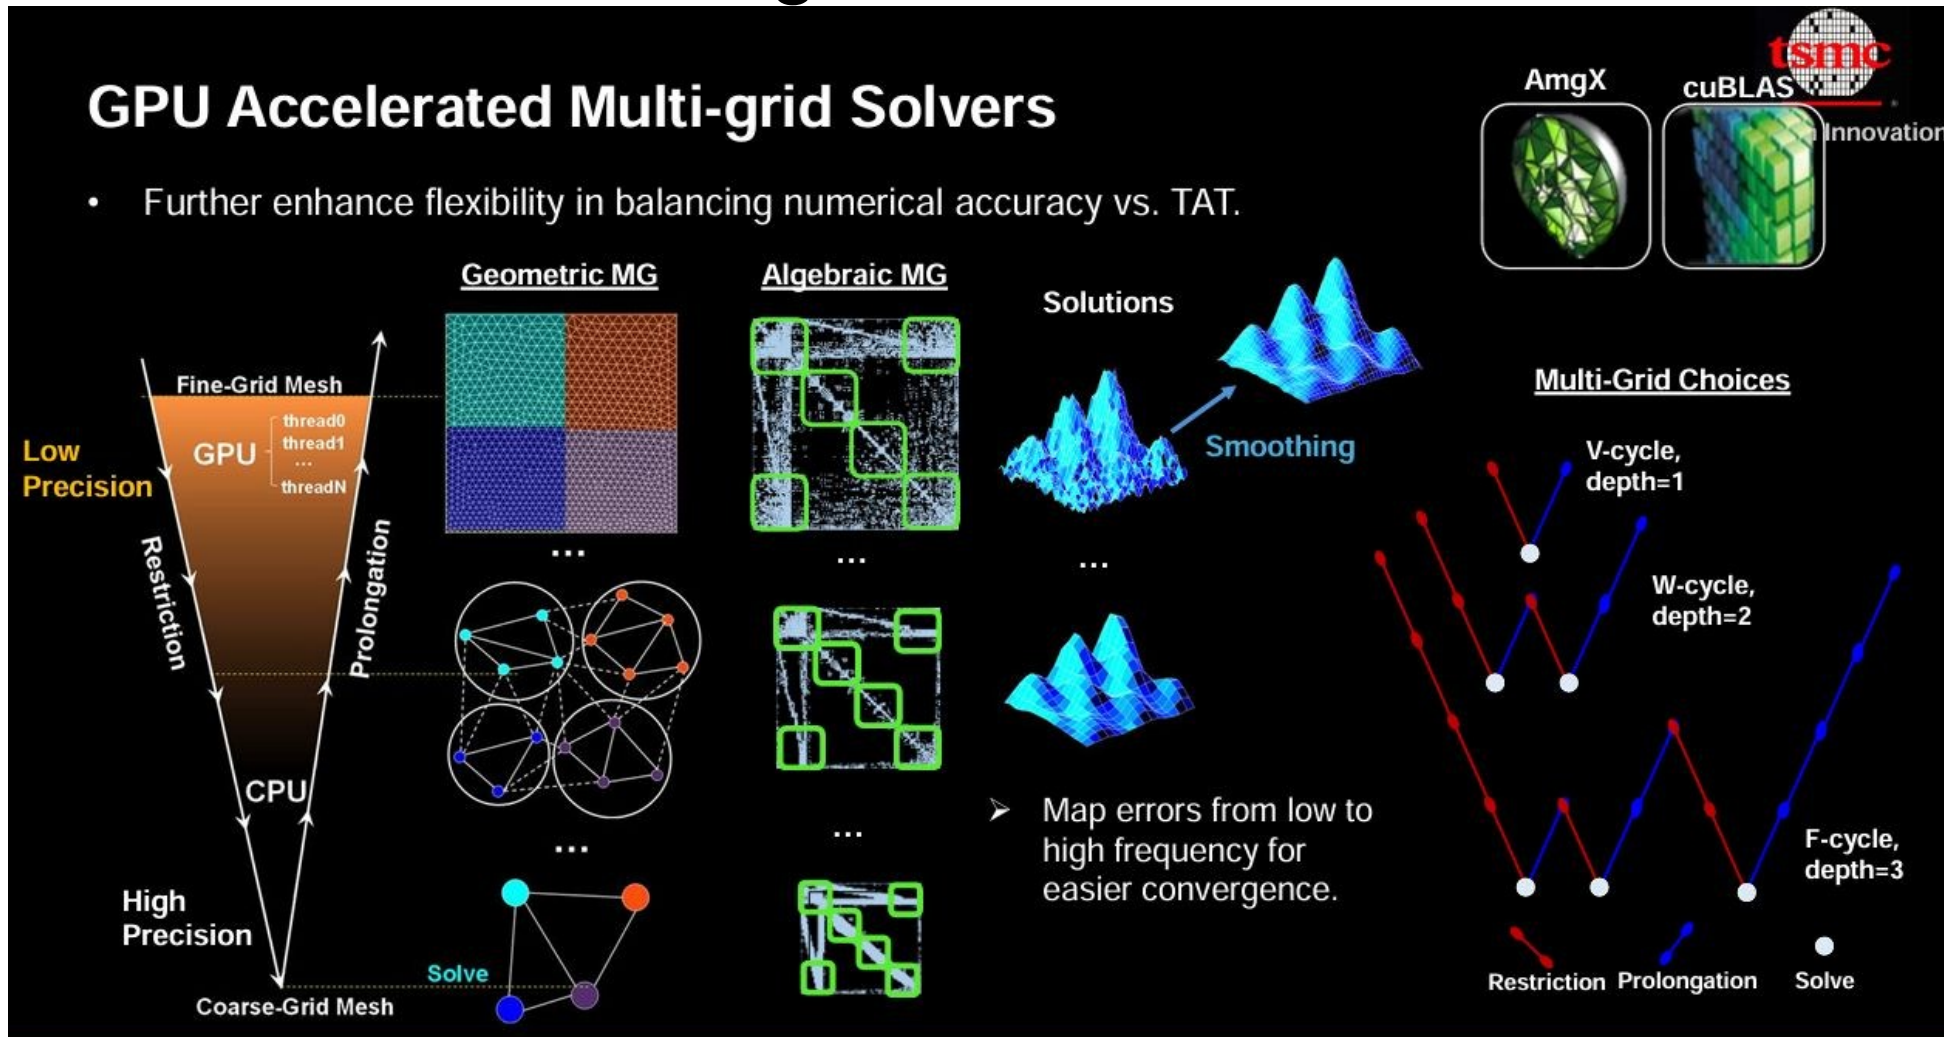 GPU Accelerated Multi-grid Solvers
tsmc
AmgX
cuBLAS
Innovation
• Further enhance flexibility in balancing numerical accuracy vs. TAT.
Geometric MG
Algebraic MG
Solutions
Smoothing
Multi-Grid Choices
Fine-Grid Mesh
GPU
thread0
thread1
...
threadN
Low
Precision
Restriction
Prolongation
CPU
High
Precision
Solve
Coarse-Grid Mesh
...
...
...
...
...
➢ Map errors from low to
high frequency for
easier convergence.
V-cycle,
depth=1
W-cycle,
depth=2
F-cycle,
depth=3
Restriction
Prolongation
Solve